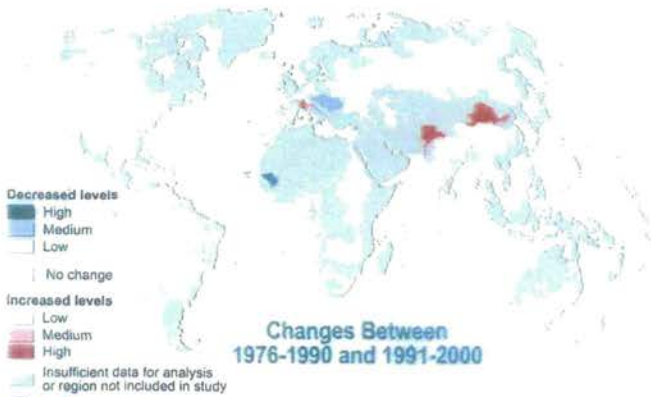 Decreased levels
High
Medium
Low
No change
Increased levels
Low
Medium
High
Insufficient data for analysis
or region not included in study
Changes Between
1976-1990 and 1991-2000